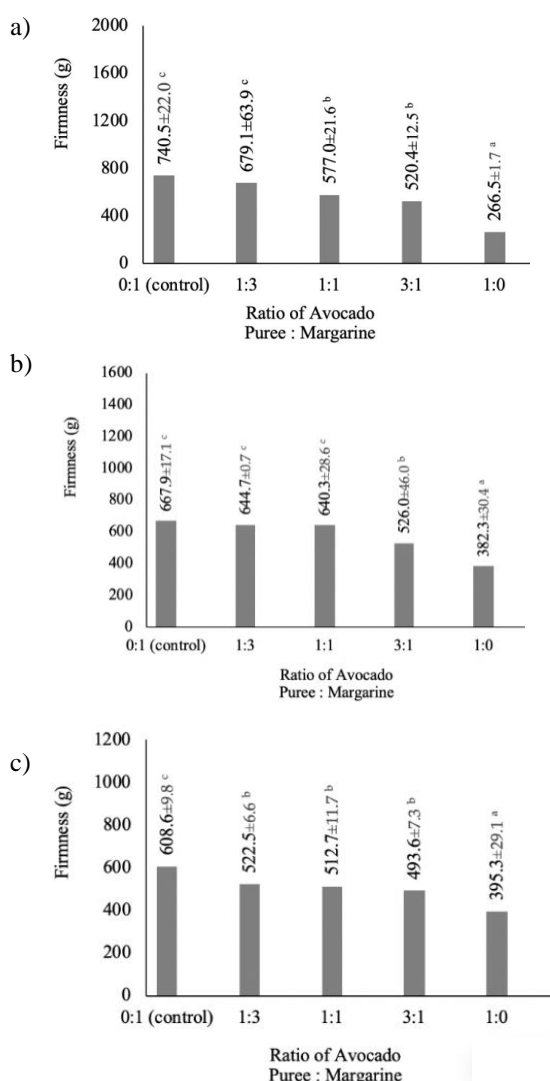 a)
2000
1600
1200
800
400
0
Firmness (g)
740.5±22.0 c
679.1±63.9 c
577.0±21.6 b
520.4±12.5 b
266.5±1.7 a
0:1 (control) 1:3 1:1 3:1 1:0
Ratio of Avocado
Puree : Margarine
b)
1600
1400
1200
1000
800
600
400
200
0
Firmness (g)
667.9±17.1 c
644.7±0.7 c
640.3±28.6 c
526.0±46.0 b
382.3±30.4 a
0:1 (control) 1:3 1:1 3:1 1:0
Ratio of Avocado
Puree : Margarine
c)
1200
1000
800
600
400
200
0
Firmness (g)
608.6±9.8 c
522.5±6.6 b
512.7±11.7 b
493.6±7.3 b
395.3±29.1 a
0:1 (control) 1:3 1:1 3:1 1:0
Ratio of Avocado
Puree : Margarine